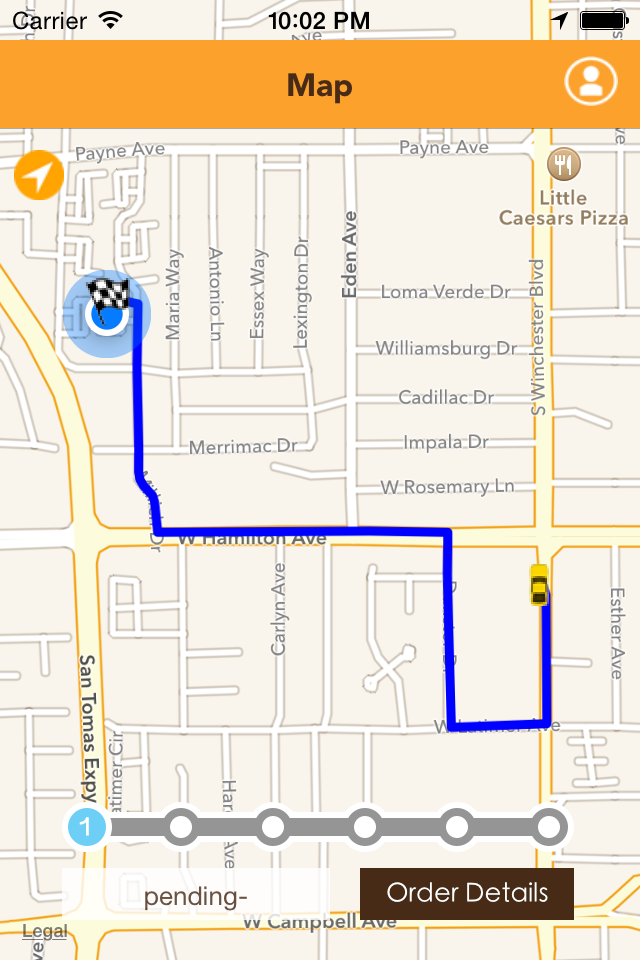 Carrier 10:02 PM
Map
Payne Ave
Payne Ave
Little
Caesars Pizza
Maria Way
Antonio Ln
Essex Way
Lexington Dr
Eden Ave
Loma Verde Dr
S Winchester Blvd
Williamsburg Dr
Cadillac Dr
Impala Dr
Merrimac Dr
W Rosemary Ln
W Hamilton Ave
Carlyn Ave
Esther Ave
San Tomas Expy
W Latimer Ave
1
pending-
Order Details
W Campbell Ave
Legal